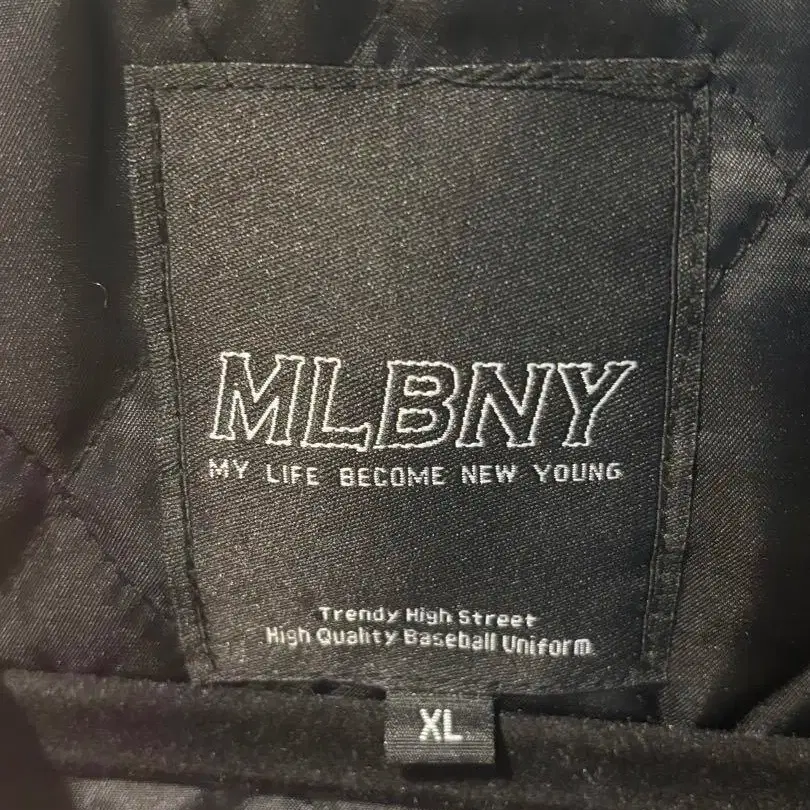 MLBNY
MY LIFE BECOME NEW YOUNG
Trendy High Street
High Quality Baseball Uniform
XL